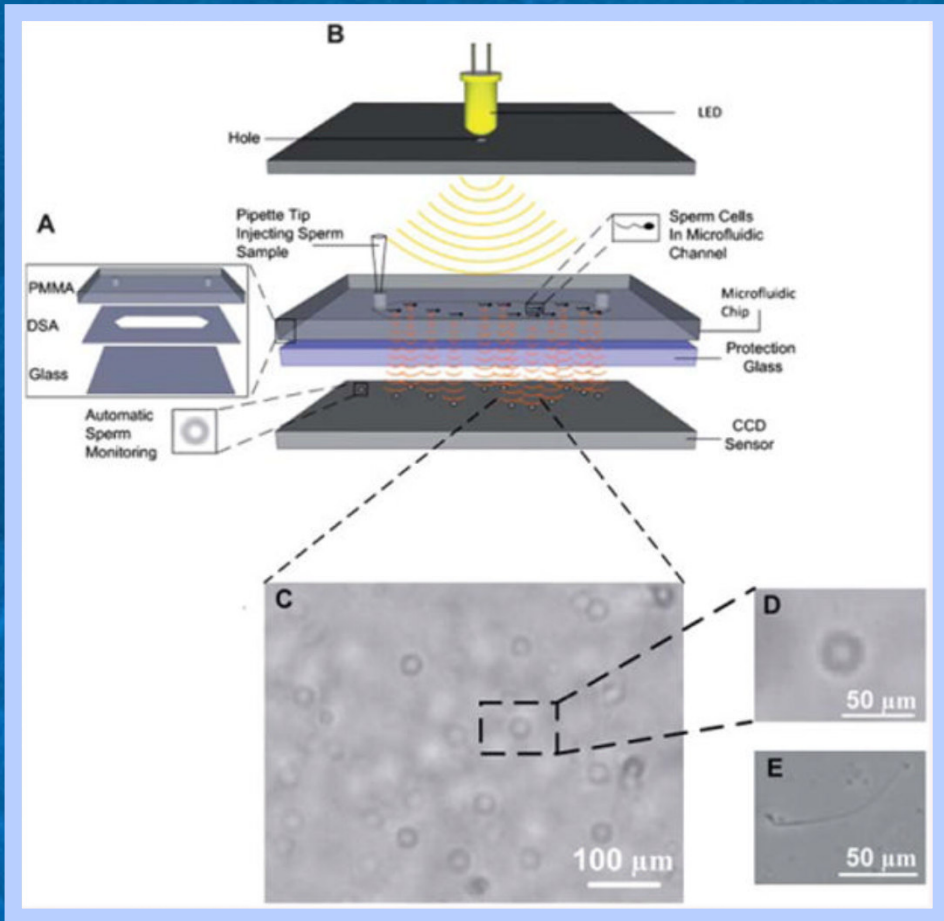 B
LED
Hole
A
Pipette Tip
Injecting Sperm
Sample
Sperm Cells
In Microfluidic
Channel
PMMA
DSA
Glass
Microfluidic
Chip
Protection
Glass
Automatic
Sperm
Monitoring
CCD
Sensor
C
100 µm
D
50 µm
E
50 µm